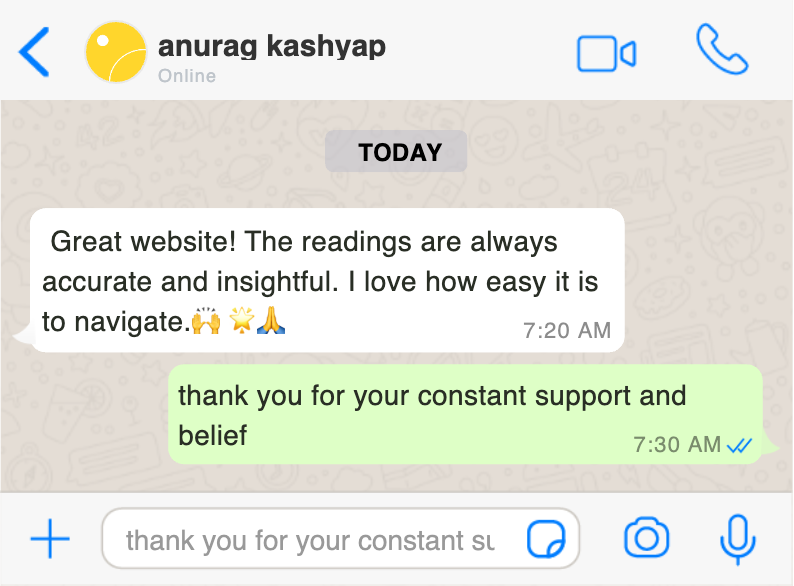 anurag kashyap
Online
TODAY
Great website! The readings are always
accurate and insightful. I love how easy it is
to navigate.🙌 🌟🙏
7:20 AM
thank you for your constant support and
belief
7:30 AM
thank you for your constant su